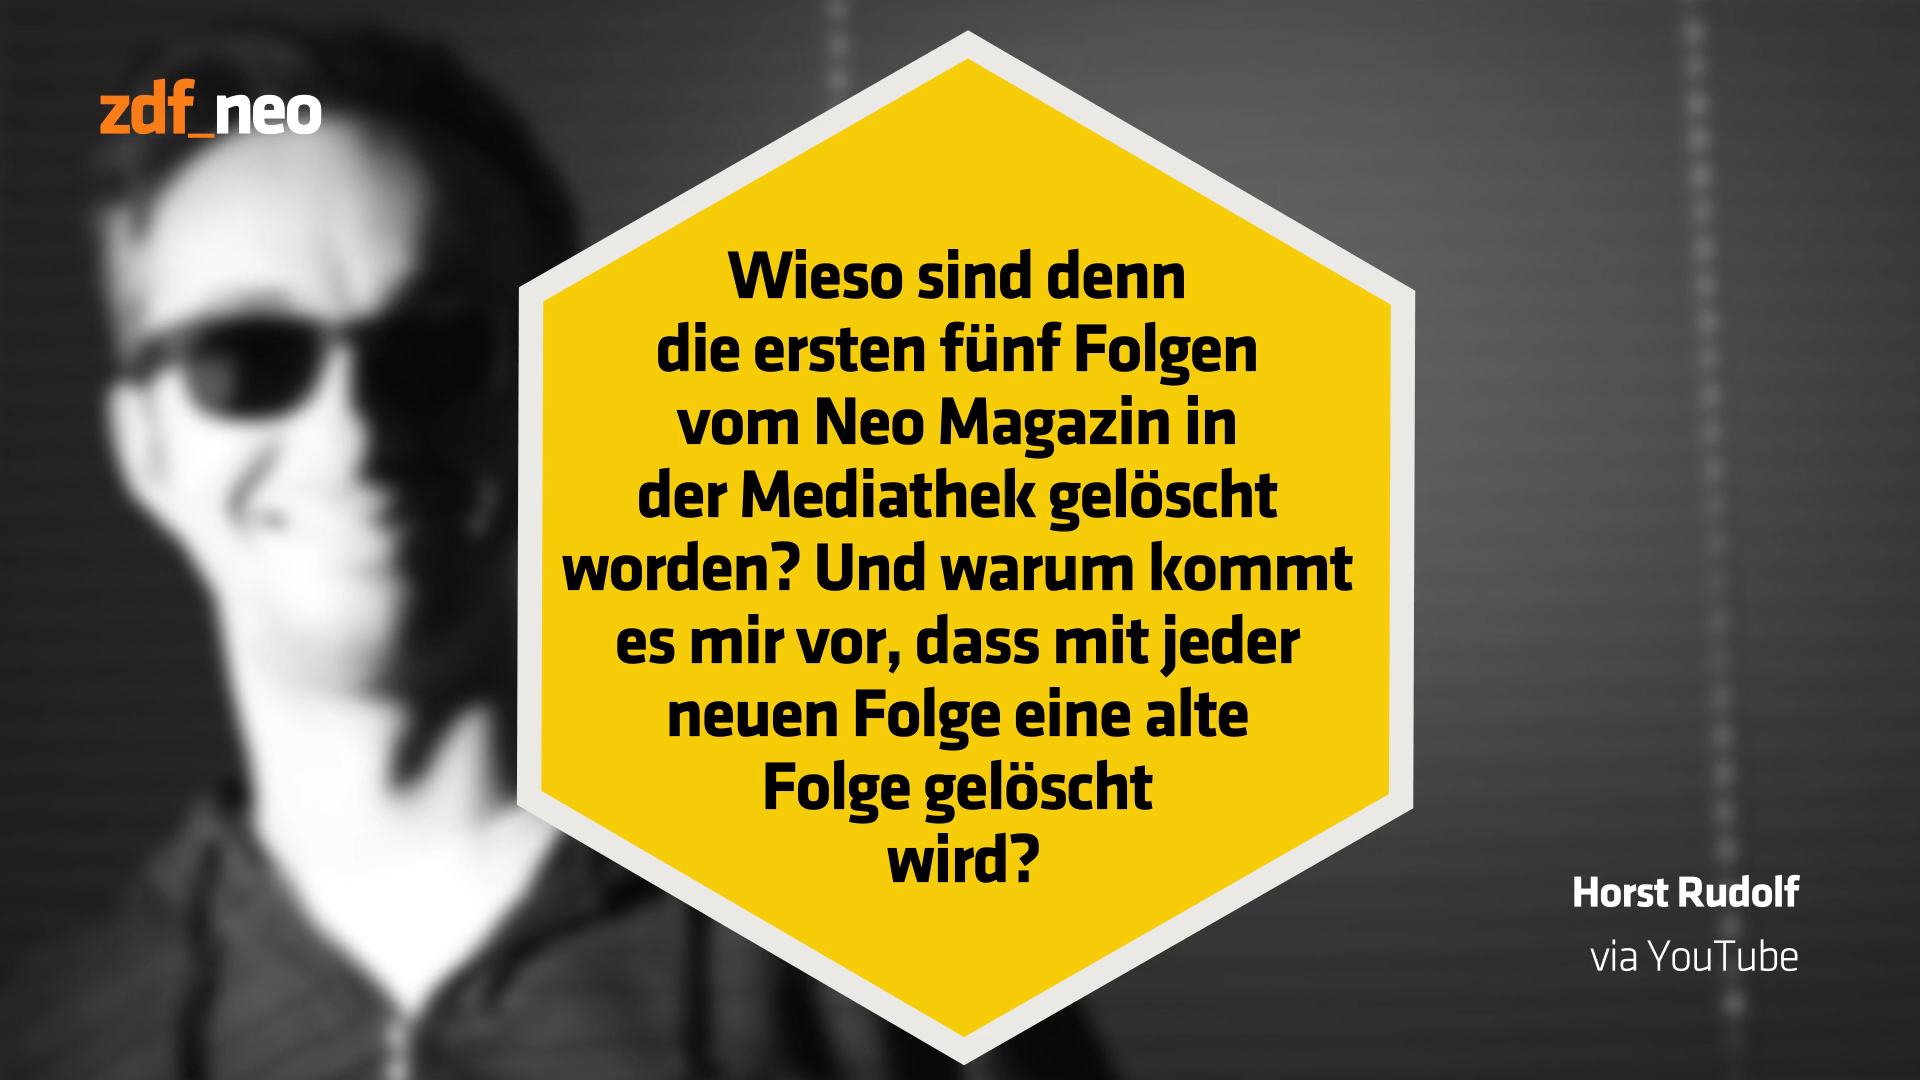 zdf_neo
Wieso sind denn
die ersten fünf Folgen
vom Neo Magazin in
der Mediathek gelöscht
worden? Und warum kommt
es mir vor, dass mit jeder
neuen Folge eine alte
Folge gelöscht
wird?
Horst Rudolf
via YouTube